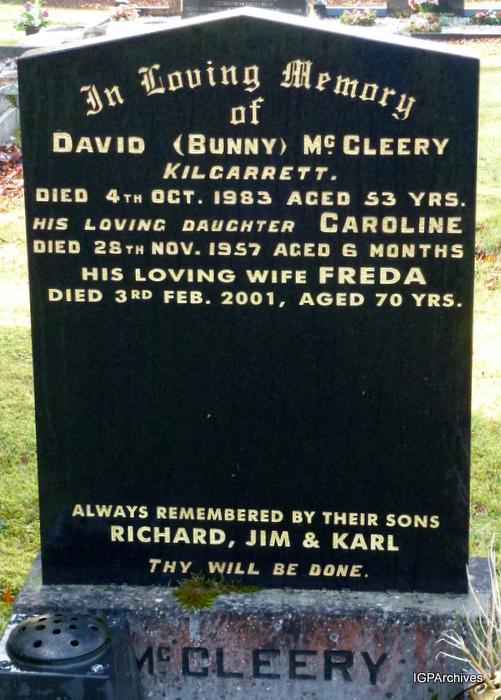 In Loving Memory
of
DAVID (BUNNY) McCLEERY
KILCARRETT.
DIED 4TH OCT. 1983 AGED 53 YRS.
HIS LOVING DAUGHTER CAROLINE
DIED 28TH NOV. 1957 AGED 6 MONTHS
HIS LOVING WIFE FREDA
DIED 3RD FEB. 2001, AGED 70 YRS.
ALWAYS REMEMBERED BY THEIR SONS
RICHARD, JIM & KARL
THY WILL BE DONE.
McCLEERY
IGPArchives